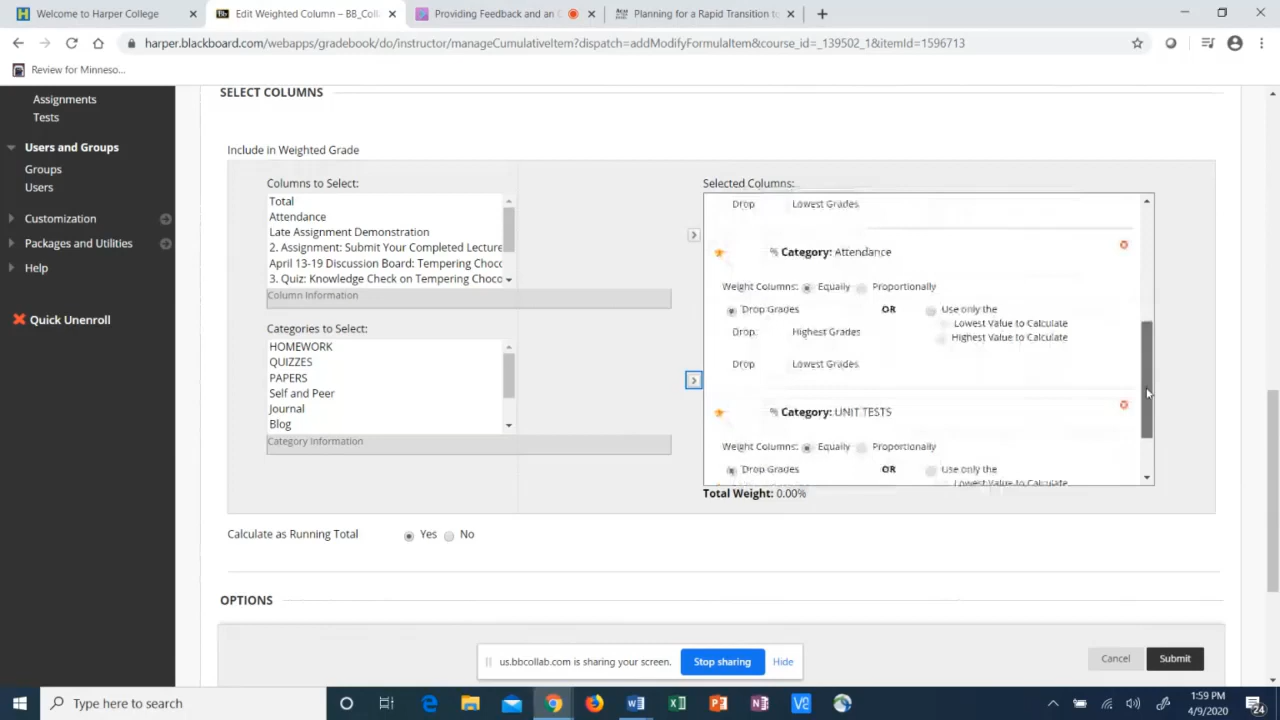 Welcome to Harper College
Edit Weighted Column – BB_Coll
Providing Feedback and an
Planning for a Rapid Transition to
harper.blackboard.com/webapps/gradebook/do/instructor/manageCumulativeItem?dispatch=addModifyFormulaItem&course_id=_139502_1&itemId=1596713
Review for Minneso...
Assignments
Tests
Users and Groups
Groups
Users
Customization
Packages and Utilities
Help
Quick Unenroll
SELECT COLUMNS
Include in Weighted Grade
Columns to Select:
Total
Attendance
Late Assignment Demonstration
2. Assignment: Submit Your Completed Lecture
April 13-19 Discussion Board: Tempering Choco
3. Quiz: Knowledge Check on Tempering Choco
Column Information
Categories to Select:
HOMEWORK
QUIZZES
PAPERS
Self and Peer
Journal
Blog
Category Information
Selected Columns:
Drop Lowest Grades
% Category: Attendance
Weight Columns: Equally Proportionally
Drop Grades OR Use only the
Lowest Value to Calculate
Drop Highest Grades
Highest Value to Calculate
Drop Lowest Grades
% Category: UNIT TESTS
Weight Columns: Equally Proportionally
Drop Grades OR Use only the
Lowest Value to Calculate
Total Weight: 0.00%
Calculate as Running Total Yes No
OPTIONS
us.bbcollab.com is sharing your screen. Stop sharing Hide
Cancel Submit
Type here to search
1:59 PM
4/9/2020
24